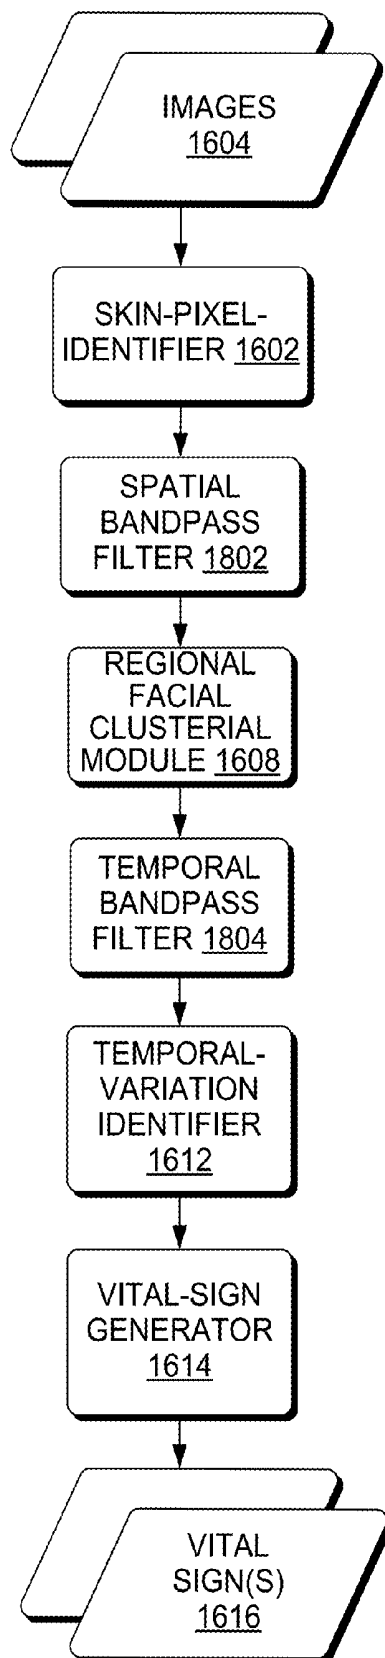 IMAGES
1604
SKIN-PIXEL-
IDENTIFIER 1602
SPATIAL
BANDPASS
FILTER 1802
REGIONAL
FACIAL
CLUSTERIAL
MODULE 1608
TEMPORAL
BANDPASS
FILTER 1804
TEMPORAL-
VARIATION
IDENTIFIER
1612
VITAL-SIGN
GENERATOR
1614
VITAL
SIGN(S)
1616